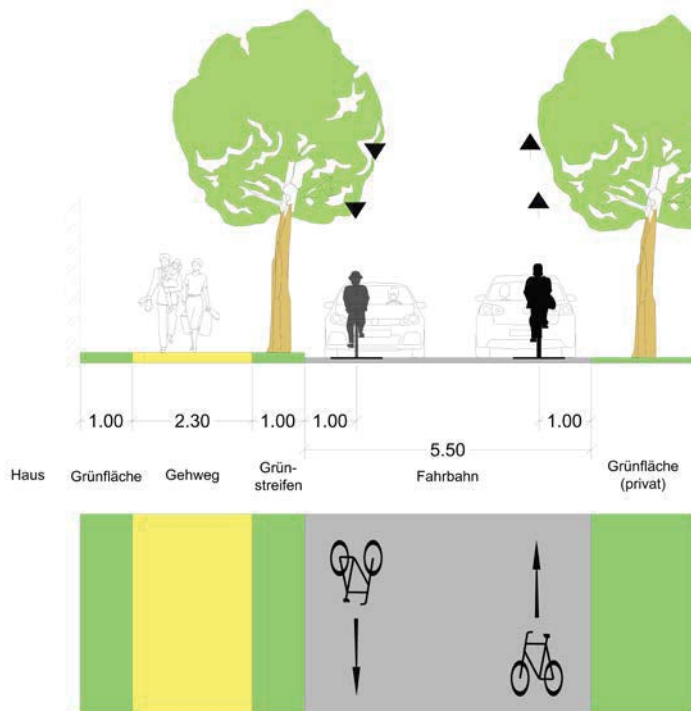 1.00 2.30 1.00 1.00 1.00
5.50
Haus Grünfläche Gehweg Grün-
streifen Fahrbahn Grünfläche
(privat)